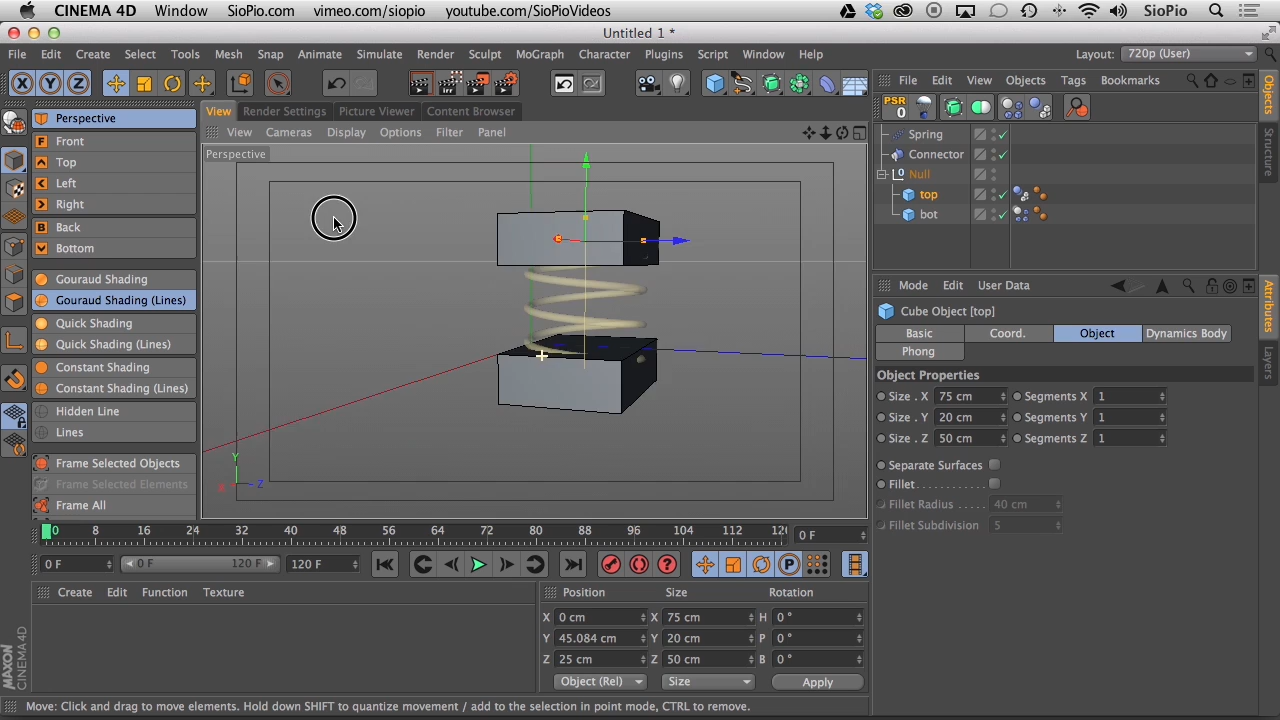 CINEMA 4D Window SioPio.com vimeo.com/siopio youtube.com/SioPioVideos SioPio
Untitled 1 *
File Edit Create Select Tools Mesh Snap Animate Simulate Render Sculpt MoGraph Character Plugins Script Window Help Layout: 720p (User)
X Y Z File Edit View Objects Tags Bookmarks
View Render Settings Picture Viewer Content Browser PSR 0
Perspective View Cameras Display Options Filter Panel
Perspective
F Front
Top
Left
Right
B Back
Bottom
Gouraud Shading
Gouraud Shading (Lines)
Quick Shading
Quick Shading (Lines)
Constant Shading
Constant Shading (Lines)
Hidden Line
Lines
Frame Selected Objects
Frame Selected Elements
Frame All
Y
X Z
Spring
Connector
Null
top
bot
Objects
Structure
Mode Edit User Data
Attributes
Layers
Cube Object [top]
Basic Coord. Object Dynamics Body
Phong
Object Properties
Size . X 75 cm Segments X 1
Size . Y 20 cm Segments Y 1
Size . Z 50 cm Segments Z 1
Separate Surfaces
Fillet
Fillet Radius 40 cm
Fillet Subdivision 5
0 8 16 24 32 40 48 56 64 72 80 88 96 104 112 0 F
0 F 0 F 120 F 120 F P
Create Edit Function Texture Position Size Rotation
X 0 cm X 75 cm H 0 °
Y 45.084 cm Y 20 cm P 0 °
Z 25 cm Z 50 cm B 0 °
Object (Rel) Size Apply
MAXON
CINEMA 4D
Move: Click and drag to move elements. Hold down SHIFT to quantize movement / add to the selection in point mode, CTRL to remove.